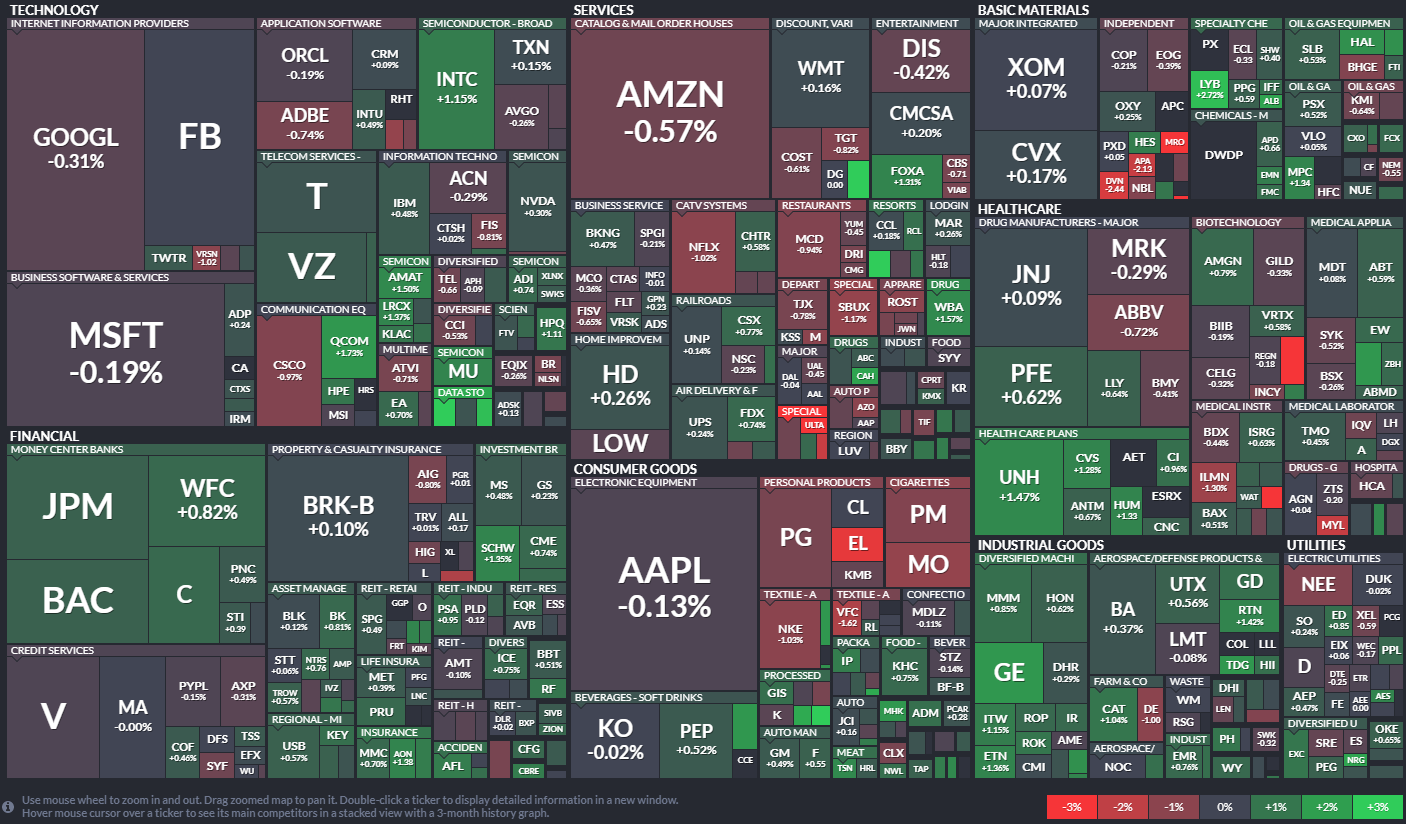 TECHNOLOGY
INTERNET INFORMATION PROVIDERS
GOOGL
-0.31%
FB
TWTR
VRSN
-1.02
APPLICATION SOFTWARE
ORCL
-0.19%
CRM
+0.09%
ADBE
-0.74%
INTU
+0.49%
RHT
SEMICONDUCTOR - BROAD
INTC
+1.15%
TXN
+0.15%
AVGO
-0.26%
TELECOM SERVICES -
T
VZ
INFORMATION TECHNO
IBM
+0.48%
ACN
-0.29%
CTSH
+0.02%
FIS
-0.81%
SEMICON
NVDA
+0.30%
BUSINESS SOFTWARE & SERVICES
MSFT
-0.19%
ADP
+0.24
CA
CTXS
IRM
COMMUNICATION EQ
CSCO
-0.97%
QCOM
+1.73%
HPE
HRS
MSI
SEMICON
AMAT
+1.50%
LRCX
+1.37%
KLAC
DIVERSIFIED
TEL
-0.66
APH
-0.09
SEMICON
ADI
+0.74
XLNX
SWKS
DIVERSIFIE
CCI
-0.53%
SCIEN
FTV
HPQ
+1.11
MULTIME
ATVI
-0.71%
EA
+0.70%
SEMICON
MU
DATA STO
EQIX
-0.26%
BR
NLSN
ADSK
+0.13
FINANCIAL
MONEY CENTER BANKS
JPM
WFC
+0.82%
BAC
C
PNC
+0.49%
STI
+0.39
CREDIT SERVICES
V
MA
-0.00%
PYPL
-0.15%
AXP
-0.31%
COF
+0.46%
DFS
TSS
SYF
EFX
WU
PROPERTY & CASUALTY INSURANCE
BRK-B
+0.10%
AIG
-0.80%
PGR
+0.01
TRV
+0.01%
ALL
+0.17
HIG
XL
L
INVESTMENT BR
MS
+0.48%
GS
+0.23%
SCHW
+1.35%
CME
+0.74%
ASSET MANAGE
BLK
+0.12%
BK
+0.81%
STT
+0.06%
NTRS
+0.76
AMP
TROW
+0.57%
IVZ
REGIONAL - MI
USB
+0.57%
KEY
REIT - RETAI
SPG
+0.49
GGP
O
FRT
KIM
LIFE INSURA
MET
+0.39%
PFG
LNC
PRU
INSURANCE
MMC
+0.70%
AON
+1.38
REIT - INDU
PSA
+0.95
PLD
-0.12
REIT - RES
EQR
ESS
AVB
REIT -
AMT
-0.10%
DIVERS
ICE
+0.75%
BBT
+0.51%
RF
REIT - H
REIT -
DLR
+0.02
BXP
SIVB
ZION
ACCIDEN
AFL
CFG
CBRE
SERVICES
CATALOG & MAIL ORDER HOUSES
AMZN
-0.57%
DISCOUNT, VARI
WMT
+0.16%
COST
-0.61%
TGT
-0.82%
DG
0.00
ENTERTAINMENT
DIS
-0.42%
CMCSA
+0.20%
FOXA
+1.31%
CBS
-0.71
VIAB
BUSINESS SERVICE
BKNG
+0.47%
SPGI
-0.21%
MCO
-0.36%
CTAS
INFO
-0.01
FISV
-0.65%
FLT
GPN
+0.23
VRSK
ADS
CATV SYSTEMS
NFLX
-1.02%
CHTR
+0.58%
RESTAURANTS
MCD
-0.94%
YUM
-0.45
DRI
CMG
RESORTS
CCL
+0.18%
RCL
LODGIN
MAR
+0.26%
HLT
-0.18
HOME IMPROVEM
HD
+0.26%
LOW
RAILROADS
UNP
+0.14%
CSX
+0.77%
NSC
-0.23%
DEPART
TJX
-0.78%
KSS
M
SPECIAL
SBUX
-1.17%
APPARE
ROST
JWN
DRUG
WBA
+1.57%
MAJOR
DAL
-0.04
UAL
-0.45
AAL
DRUGS
ABC
CAH
INDUST
FOOD
SYY
AIR DELIVERY & F
UPS
+0.24%
FDX
+0.74%
AUTO P
AZO
AAP
CPRT
KMX
KR
SPECIAL
ULTA
REGION
LUV
TIF
BBY
CONSUMER GOODS
ELECTRONIC EQUIPMENT
AAPL
-0.13%
PERSONAL PRODUCTS
PG
CL
EL
KMB
CIGARETTES
PM
MO
TEXTILE - A
NKE
-1.03%
TEXTILE - A
VFC
-1.62
RL
CONFECTIO
MDLZ
-0.11%
PACKA
IP
FOOD -
KHC
+0.75%
BEVER
STZ
-0.14%
BF-B
BEVERAGES - SOFT DRINKS
KO
-0.02%
PEP
+0.52%
CCE
PROCESSED
GIS
K
AUTO
JCI
+0.16
MHK
ADM
PCAR
+0.28
AUTO MAN
GM
+0.49%
F
+0.55
MEAT
TSN
HRL
CLX
NWL
TAP
BASIC MATERIALS
MAJOR INTEGRATED
XOM
+0.07%
CVX
+0.17%
INDEPENDENT
COP
-0.21%
EOG
-0.39%
OXY
+0.25%
APC
PXD
+0.05
HES
MRO
APA
-2.13
DVN
-2.44
NBL
SPECIALTY CHE
PX
ECL
-0.33
SHW
+0.40
LYB
+2.72%
PPG
+0.59
IFF
ALB
CHEMICALS - M
DWDP
APD
+0.66
EMN
FMC
OIL & GAS EQUIPMEN
SLB
+0.53%
HAL
BHGE
FTI
OIL & GA
PSX
+0.52%
VLO
+0.05%
MPC
+1.34
HFC
OIL & GAS
KMI
-0.64%
CXO
FCX
CF
NEM
-0.55
NUE
HEALTHCARE
DRUG MANUFACTURERS - MAJOR
JNJ
+0.09%
MRK
-0.29%
ABBV
-0.72%
PFE
+0.62%
LLY
+0.64%
BMY
-0.41%
BIOTECHNOLOGY
AMGN
+0.79%
GILD
-0.33%
BIIB
-0.19%
VRTX
+0.58%
REGN
-0.18
CELG
-0.32%
INCY
MEDICAL APPLIA
MDT
+0.08%
ABT
+0.59%
SYK
-0.52%
EW
ZBH
BSX
-0.26%
ABMD
HEALTH CARE PLANS
UNH
+1.47%
CVS
+1.28%
AET
CI
+0.96%
ANTM
+0.67%
HUM
+1.33
ESRX
CNC
MEDICAL INSTR
BDX
-0.44%
ISRG
+0.63%
ILMN
-1.30%
WAT
BAX
+0.51%
MEDICAL LABORATOR
TMO
+0.45%
IQV
LH
DGX
A
DRUGS - G
AGN
+0.04
ZTS
-0.20
MYL
HOSPITA
HCA
INDUSTRIAL GOODS
DIVERSIFIED MACHI
MMM
+0.85%
HON
+0.62%
GE
DHR
+0.29%
ITW
+1.15%
ROP
IR
ETN
+1.36%
ROK
AME
CMI
AEROSPACE/DEFENSE PRODUCTS &
BA
+0.37%
UTX
+0.56%
GD
RTN
+1.42%
LMT
-0.08%
COL
LLL
TDG
HII
FARM & CO
CAT
+1.04%
DE
-1.00
WASTE
WM
RSG
DHI
LEN
AEROSPACE/
NOC
INDUST
EMR
+0.76%
PH
SWK
-0.32
WY
UTILITIES
ELECTRIC UTILITIES
NEE
DUK
-0.02%
SO
+0.24%
ED
+0.85
XEL
-0.59
PCG
D
EIX
+0.06
WEC
-0.17
PPL
DTE
-0.25
ETR
AEP
+0.47%
FE
AEE
0.00
AES
DIVERSIFIED U
EXC
SRE
ES
OKE
+0.65%
PEG
NRG
Use mouse wheel to zoom in and out. Drag zoomed map to pan it. Double-click a ticker to display detailed information in a new window.
Hover mouse cursor over a ticker to see its main competitors in a stacked view with a 3-month history graph.
-3% -2% -1% 0% +1% +2% +3%